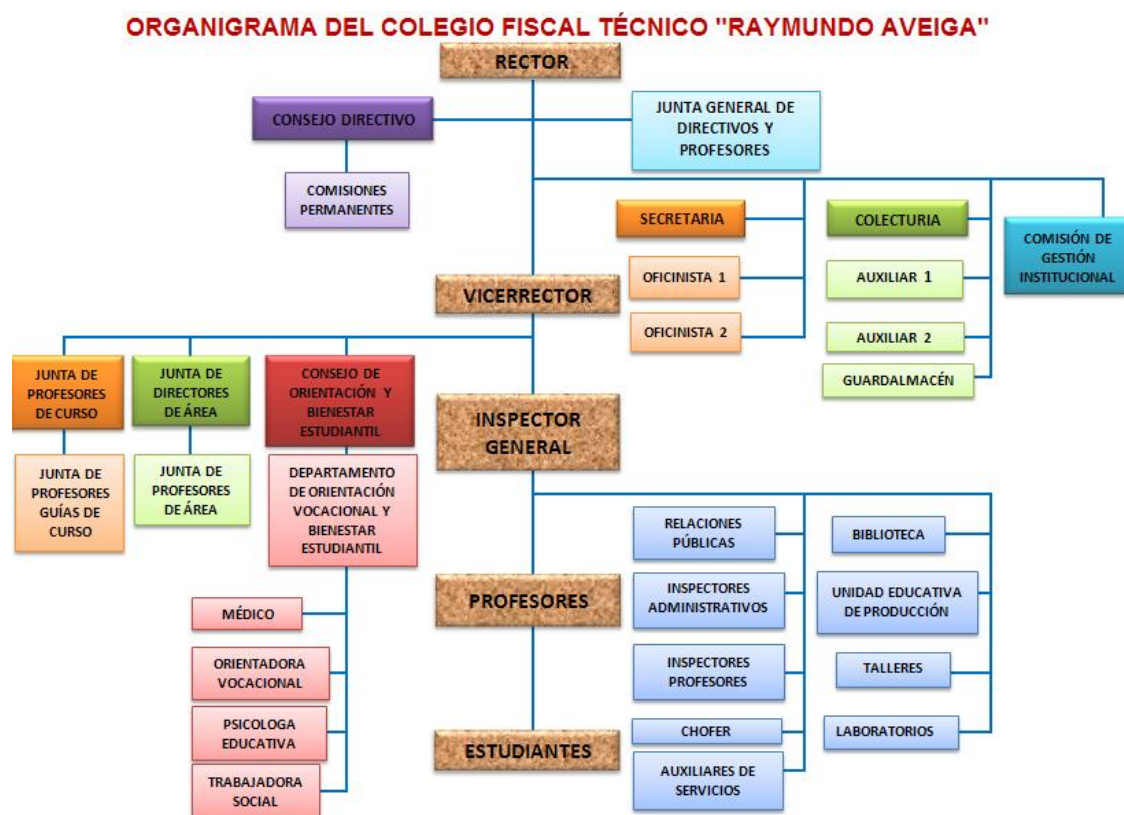 ORGANIGRAMA DEL COLEGIO FISCAL TÉCNICO "RAYMUNDO AVEIGA"
RECTOR
CONSEJO DIRECTIVO
JUNTA GENERAL DE
DIRECTIVOS Y
PROFESORES
COMISIONES
PERMANENTES
SECRETARIA
COLECTURIA
COMISIÓN DE
GESTIÓN
INSTITUCIONAL
OFICINISTA 1
AUXILIAR 1
OFICINISTA 2
AUXILIAR 2
GUARDALMACÉN
VICERRECTOR
JUNTA DE
PROFESORES
DE CURSO
JUNTA DE
DIRECTORES
DE ÁREA
CONSEJO DE
ORIENTACIÓN Y
BIENESTAR
ESTUDIANTIL
JUNTA DE
PROFESORES
GUÍAS DE
CURSO
JUNTA DE
PROFESORES
DE ÁREA
DEPARTAMENTO
DE ORIENTACIÓN
VOCACIONAL Y
BIENESTAR
ESTUDIANTIL
MÉDICO
ORIENTADORA
VOCACIONAL
PSICOLOGA
EDUCATIVA
TRABAJADORA
SOCIAL
INSPECTOR
GENERAL
RELACIONES
PÚBLICAS
BIBLIOTECA
INSPECTORES
ADMINISTRATIVOS
UNIDAD EDUCATIVA
DE PRODUCCIÓN
INSPECTORES
PROFESORES
TALLERES
CHOFER
LABORATORIOS
AUXILIARES DE
SERVICIOS
PROFESORES
ESTUDIANTES